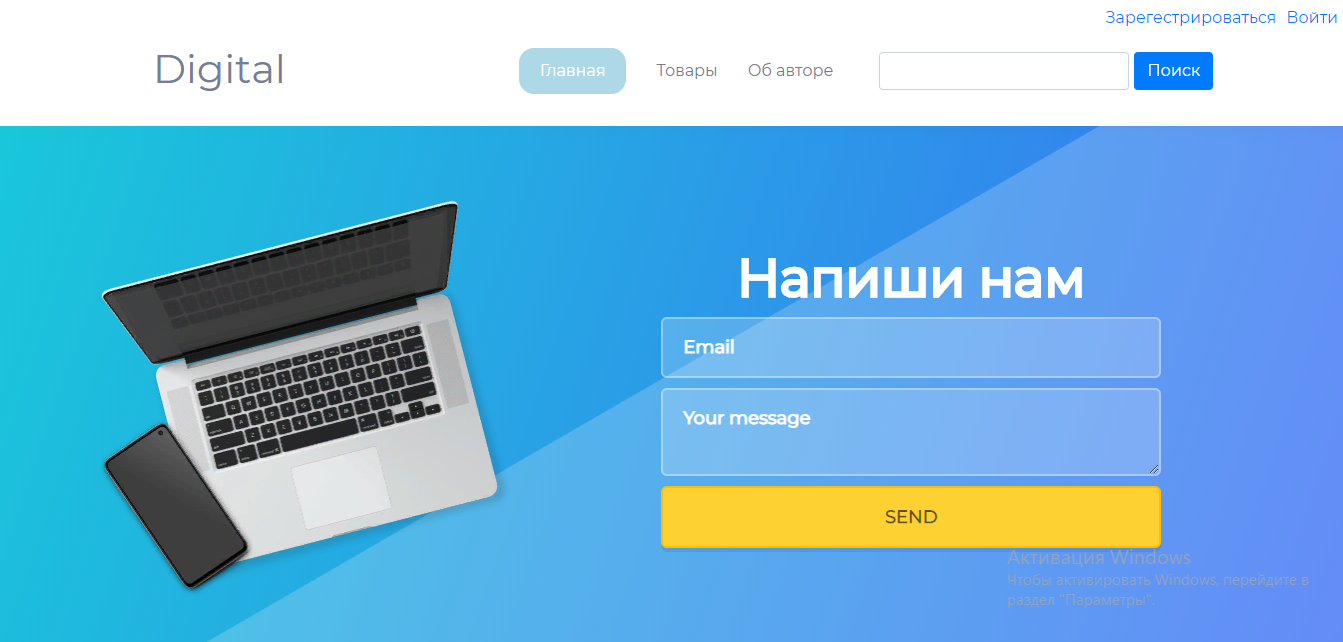 Зарегестрироваться Войти
Digital
Главная Товары Об авторе Поиск
Напиши нам
Email
Your message
SEND
Активация Windows
Чтобы активировать Windows, перейдите в
раздел "Параметры".